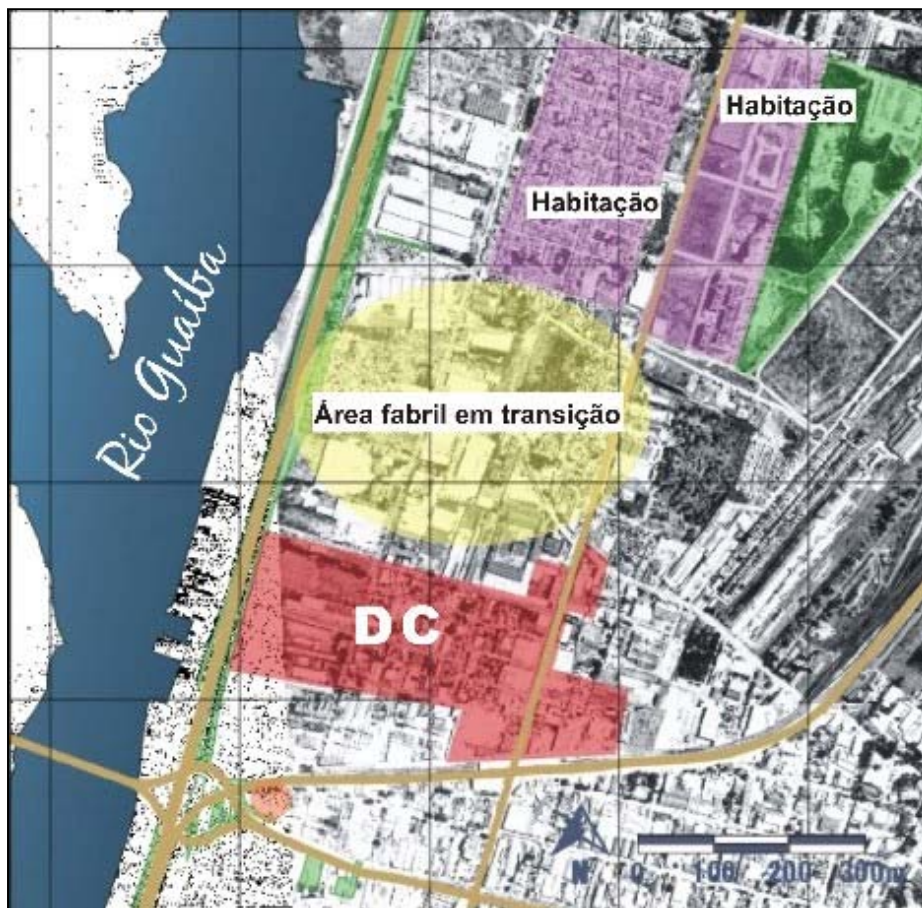 Habitação
Habitação
Rio Guaíba
Área fabril em transição
DC
N
0 100 200 300m